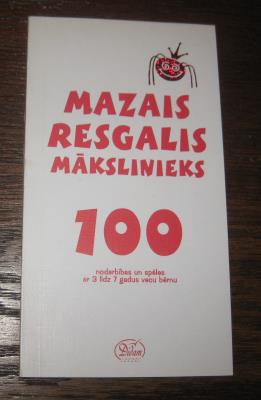 MAZAIS
RESGALIS
MĀKSLINIEKS
100
nodarbības un spēles
ar 3 līdz 7 gadus vecu bērnu